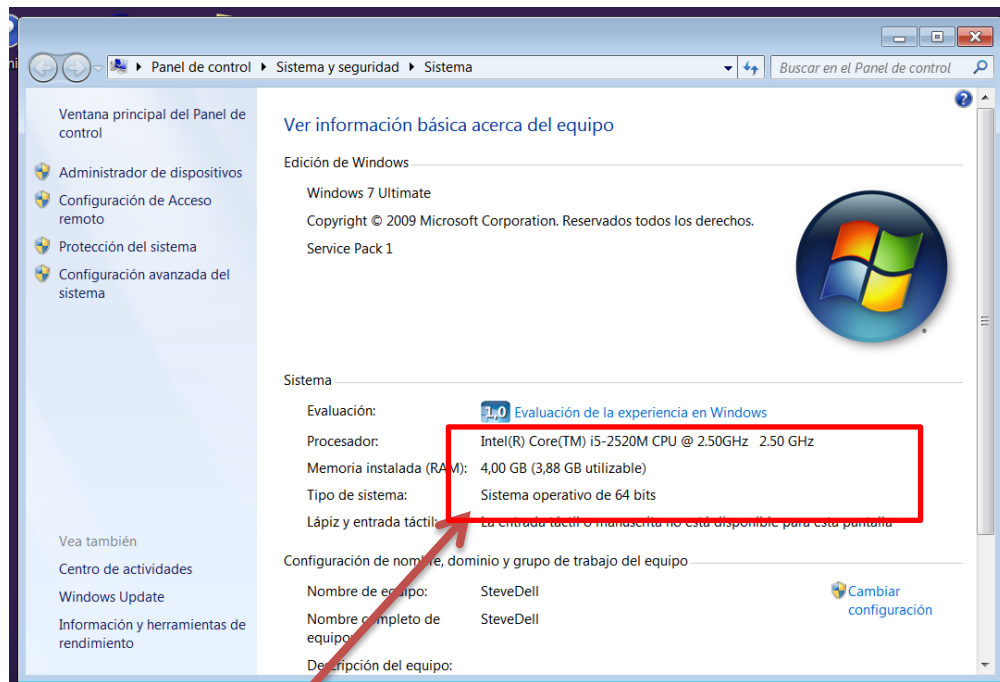 Panel de control ▸ Sistema y seguridad ▸ Sistema
Buscar en el Panel de control
Ventana principal del Panel de
control
Administrador de dispositivos
Configuración de Acceso
remoto
Protección del sistema
Configuración avanzada del
sistema
Vea también
Centro de actividades
Windows Update
Información y herramientas de
rendimiento
Ver información básica acerca del equipo
Edición de Windows
Windows 7 Ultimate
Copyright © 2009 Microsoft Corporation. Reservados todos los derechos.
Service Pack 1
Sistema
Evaluación: 1,0 Evaluación de la experiencia en Windows
Procesador: Intel(R) Core(TM) i5-2520M CPU @ 2.50GHz 2.50 GHz
Memoria instalada (RAM): 4,00 GB (3,88 GB utilizable)
Tipo de sistema: Sistema operativo de 64 bits
Lápiz y entrada táctil: La entrada táctil o manuscrita no está disponible para esta pantalla
Configuración de nombre, dominio y grupo de trabajo del equipo
Nombre de equipo: SteveDell
Cambiar
configuración
Nombre completo de SteveDell
equipo:
Descripción del equipo: